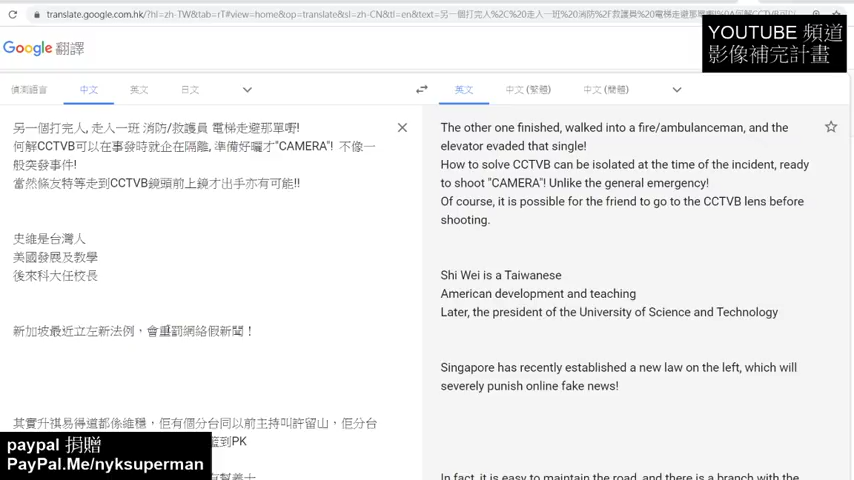 translate.google.com.hk/?hl=zh-TW&tab=rT#view=home&op=translate&sl=zh-CN&tl=en&text=另一個打完人%2C%20走人一班%20消防%2F救護員%20電梯走避那單
YOUTUBE 頻道
影像補完計畫
Google 翻譯
偵測語言 中文 英文 日文
英文 中文 (繁體) 中文 (簡體)
另一個打完人, 走人一班 消防/救護員 電梯走避那單嘢!
何解CCTVB可以在事發時就企在隔離, 準備好曬才"CAMERA"! 不像一
般突發事件!
當然條友特等走到CCTVB鏡頭前上鏡才出手亦有可能!!
史維是台灣人
美國發展及教學
後來科大任校長
新加坡最近立左新法例，會重罰網絡假新聞！
其實升祺易得道都係維穩，佢有個分台同以前主持叫許留山，佢分台
到PK
幫義士
The other one finished, walked into a fire/ambulanceman, and the
elevator evaded that single!
How to solve CCTVB can be isolated at the time of the incident, ready
to shoot "CAMERA"! Unlike the general emergency!
Of course, it is possible for the friend to go to the CCTVB lens before
shooting.
Shi Wei is a Taiwanese
American development and teaching
Later, the president of the University of Science and Technology
Singapore has recently established a new law on the left, which will
severely punish online fake news!
In fact, it is easy to maintain the road, and there is a branch with the
paypal 捐贈
PayPal.Me/nyksuperman